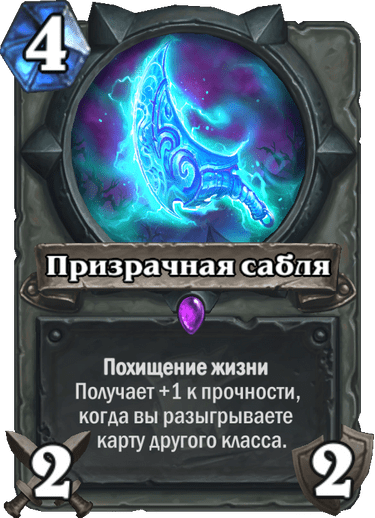 4
Призрачная сабля
Похищение жизни
Получает +1 к прочности,
когда вы разыгрываете
карту другого класса.
2
2